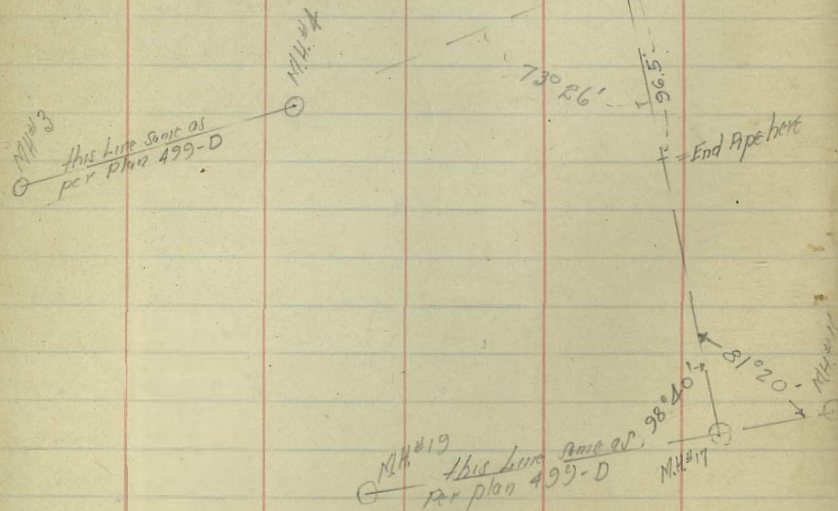 M.H.#4
M.H.#3
this Line same as
per plan 499-D
73° 26'
96.5'
=End Pipe here
81°20'
98°40'
M.H.#19
this Line same as
per plan 499-D
M.H.#17
M.H.#